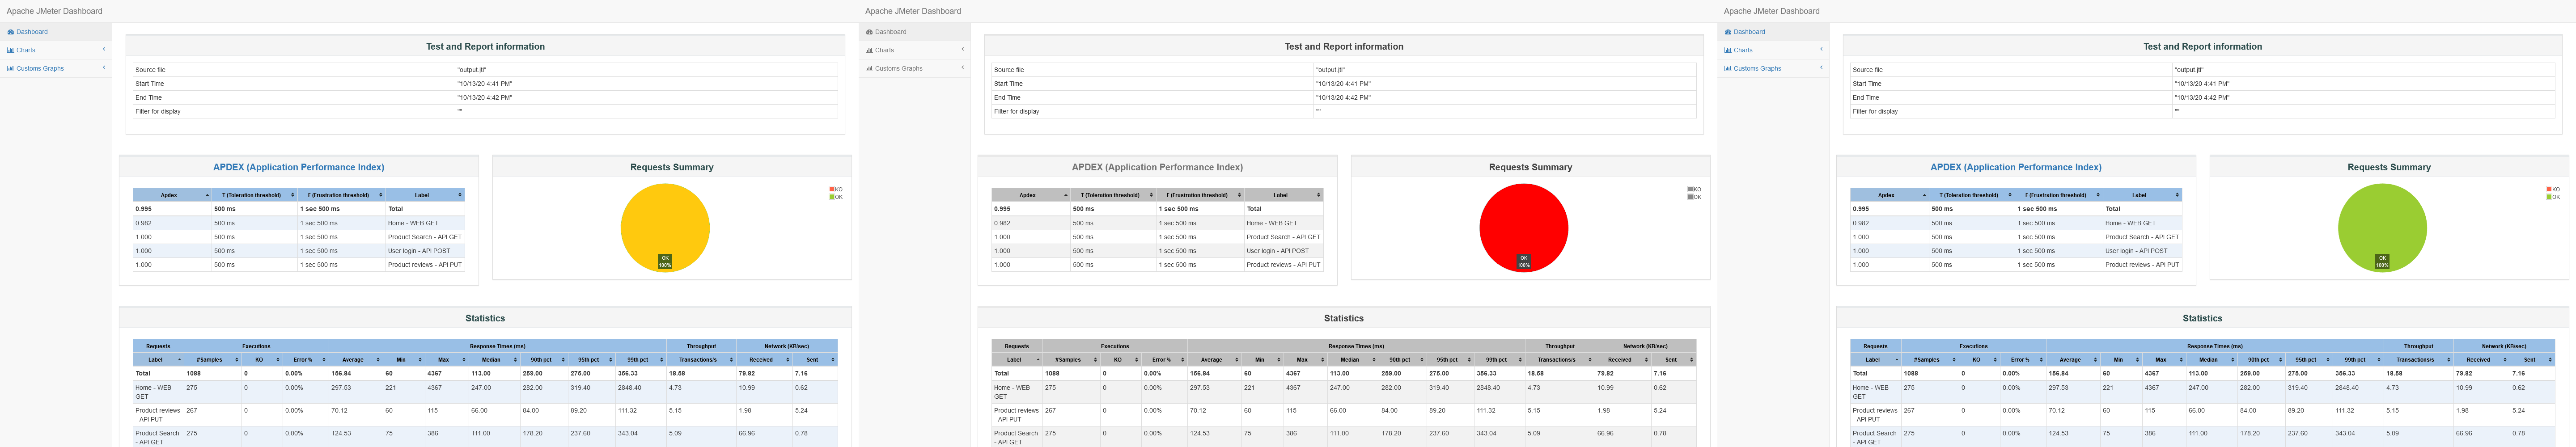 Apache JMeter Dashboard
Dashboard
Charts
Customs Graphs
Test and Report information
Source file "output.jtl"
Start Time "10/13/20 4:41 PM"
End Time "10/13/20 4:42 PM"
Filter for display ""
APDEX (Application Performance Index)
Apdex T (Toleration threshold) F (Frustration threshold) Label
0.995 500 ms 1 sec 500 ms Total
0.982 500 ms 1 sec 500 ms Home - WEB GET
1.000 500 ms 1 sec 500 ms Product Search - API GET
1.000 500 ms 1 sec 500 ms User login - API POST
1.000 500 ms 1 sec 500 ms Product reviews - API PUT
Requests Summary
KO
OK
OK
100%
Statistics
Requests Executions Response Times (ms) Throughput Network (KB/sec)
Label #Samples KO Error % Average Min Max Median 90th pct 95th pct 99th pct Transactions/s Received Sent
Total 1088 0 0.00% 156.84 60 4367 113.00 259.00 275.00 356.33 18.58 79.82 7.16
Home - WEB GET 275 0 0.00% 297.53 221 4367 247.00 282.00 319.40 2848.40 4.73 10.99 0.62
Product reviews - API PUT 267 0 0.00% 70.12 60 115 66.00 84.00 89.20 111.32 5.15 1.98 5.24
Product Search - API GET 275 0 0.00% 124.53 75 386 111.00 178.20 237.60 343.04 5.09 66.96 0.78
Apache JMeter Dashboard
Dashboard
Charts
Customs Graphs
Test and Report information
Source file "output.jtl"
Start Time "10/13/20 4:41 PM"
End Time "10/13/20 4:42 PM"
Filter for display ""
APDEX (Application Performance Index)
Apdex T (Toleration threshold) F (Frustration threshold) Label
0.995 500 ms 1 sec 500 ms Total
0.982 500 ms 1 sec 500 ms Home - WEB GET
1.000 500 ms 1 sec 500 ms Product Search - API GET
1.000 500 ms 1 sec 500 ms User login - API POST
1.000 500 ms 1 sec 500 ms Product reviews - API PUT
Requests Summary
KO
OK
OK
100%
Statistics
Requests Executions Response Times (ms) Throughput Network (KB/sec)
Label #Samples KO Error % Average Min Max Median 90th pct 95th pct 99th pct Transactions/s Received Sent
Total 1088 0 0.00% 156.84 60 4367 113.00 259.00 275.00 356.33 18.58 79.82 7.16
Home - WEB GET 275 0 0.00% 297.53 221 4367 247.00 282.00 319.40 2848.40 4.73 10.99 0.62
Product reviews - API PUT 267 0 0.00% 70.12 60 115 66.00 84.00 89.20 111.32 5.15 1.98 5.24
Product Search - API GET 275 0 0.00% 124.53 75 386 111.00 178.20 237.60 343.04 5.09 66.96 0.78
Apache JMeter Dashboard
Dashboard
Charts
Customs Graphs
Test and Report information
Source file "output.jtl"
Start Time "10/13/20 4:41 PM"
End Time "10/13/20 4:42 PM"
Filter for display ""
APDEX (Application Performance Index)
Apdex T (Toleration threshold) F (Frustration threshold) Label
0.995 500 ms 1 sec 500 ms Total
0.982 500 ms 1 sec 500 ms Home - WEB GET
1.000 500 ms 1 sec 500 ms Product Search - API GET
1.000 500 ms 1 sec 500 ms User login - API POST
1.000 500 ms 1 sec 500 ms Product reviews - API PUT
Requests Summary
KO
OK
OK
100%
Statistics
Requests Executions Response Times (ms) Throughput Network (KB/sec)
Label #Samples KO Error % Average Min Max Median 90th pct 95th pct 99th pct Transactions/s Received Sent
Total 1088 0 0.00% 156.84 60 4367 113.00 259.00 275.00 356.33 18.58 79.82 7.16
Home - WEB GET 275 0 0.00% 297.53 221 4367 247.00 282.00 319.40 2848.40 4.73 10.99 0.62
Product reviews - API PUT 267 0 0.00% 70.12 60 115 66.00 84.00 89.20 111.32 5.15 1.98 5.24
Product Search - API GET 275 0 0.00% 124.53 75 386 111.00 178.20 237.60 343.04 5.09 66.96 0.78